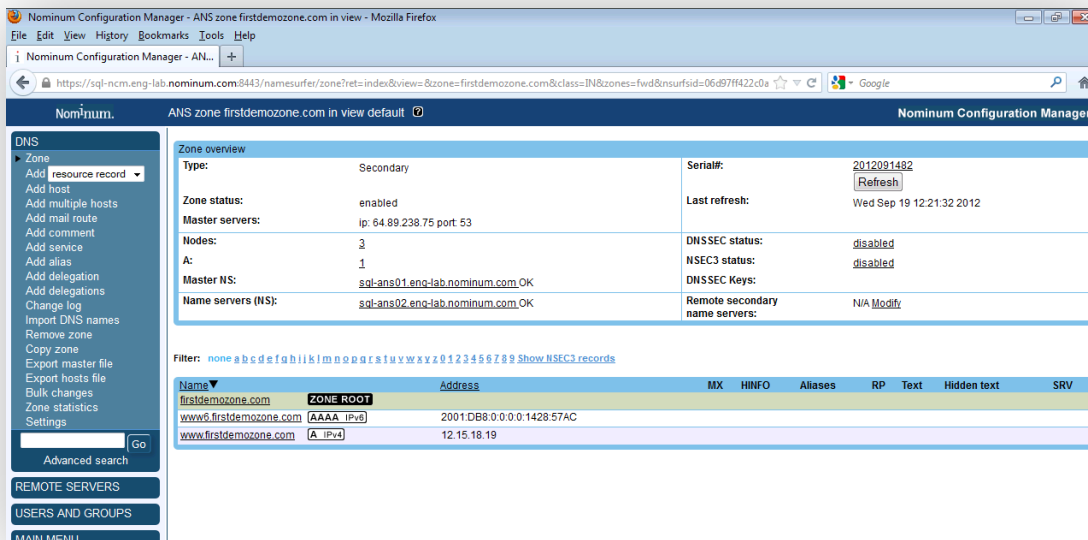 Nominum Configuration Manager - ANS zone firstdemozone.com in view - Mozilla Firefox
File Edit View History Bookmarks Tools Help
Nominum Configuration Manager - AN... +
https://sql-ncm.eng-lab.nominum.com:8443/namesurfer/zone?ret=index&view=&zone=firstdemozone.com&class=IN&zones=fwd&nsurfsid=06d97ff422c0a Google
Nominum. ANS zone firstdemozone.com in view default ? Nominum Configuration Manager
DNS
Zone
Add resource record
Add host
Add multiple hosts
Add mail route
Add comment
Add service
Add alias
Add delegation
Add delegations
Change log
Import DNS names
Remove zone
Copy zone
Export master file
Export hosts file
Bulk changes
Zone statistics
Settings
Go
Advanced search
REMOTE SERVERS
USERS AND GROUPS
MAIN MENU
Zone overview
Type: Secondary Serial#: 2012091482
Refresh
Zone status: enabled Last refresh: Wed Sep 19 12:21:32 2012
Master servers: ip: 64.89.238.75 port: 53
Nodes: 3 DNSSEC status: disabled
A: 1 NSEC3 status: disabled
Master NS: sql-ans01.eng-lab.nominum.com OK DNSSEC Keys:
Name servers (NS): sql-ans02.eng-lab.nominum.com OK Remote secondary name servers: N/A Modify
Filter: none a b c d e f g h i j k l m n o p q r s t u v w x y z 0 1 2 3 4 5 6 7 8 9 Show NSEC3 records
Name Address MX HINFO Aliases RP Text Hidden text SRV
firstdemozone.com ZONE ROOT
www6.firstdemozone.com AAAA IPv6 2001:DB8:0:0:0:0:1428:57AC
www.firstdemozone.com A IPv4 12.15.18.19